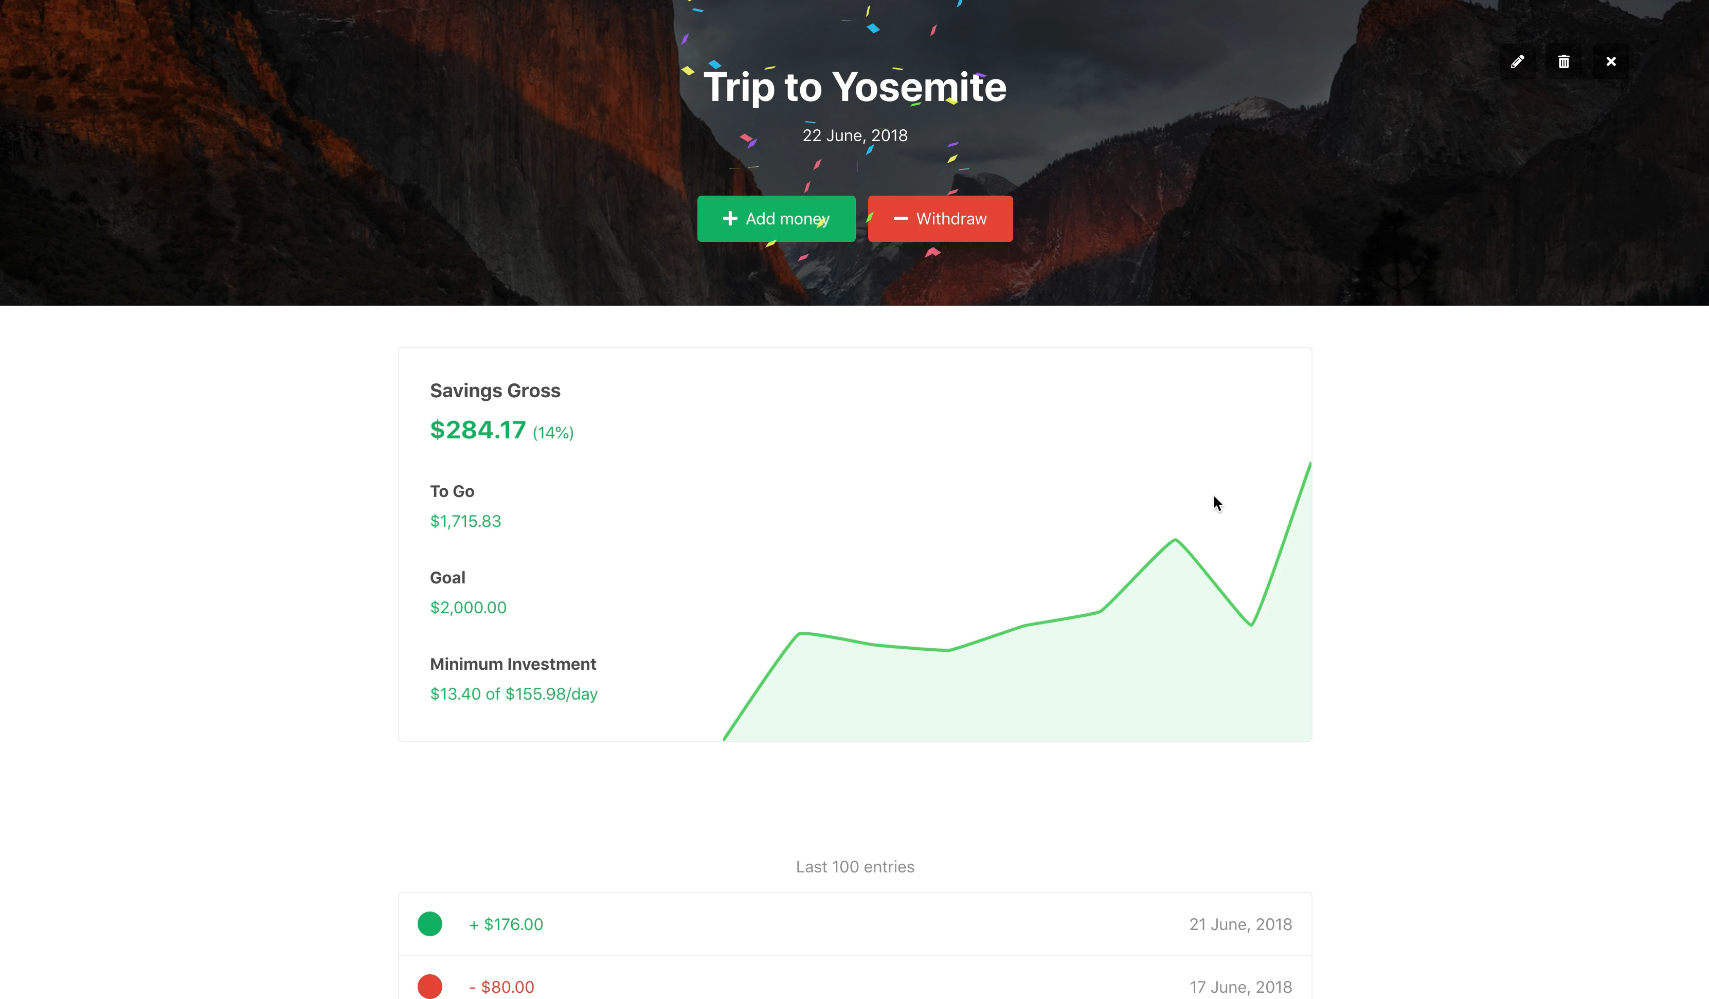 Trip to Yosemite
22 June, 2018
Add money
Withdraw
Savings Gross
$284.17 (14%)
To Go
$1,715.83
Goal
$2,000.00
Minimum Investment
$13.40 of $155.98/day
Last 100 entries
+ $176.00 21 June, 2018
- $80.00 17 June, 2018